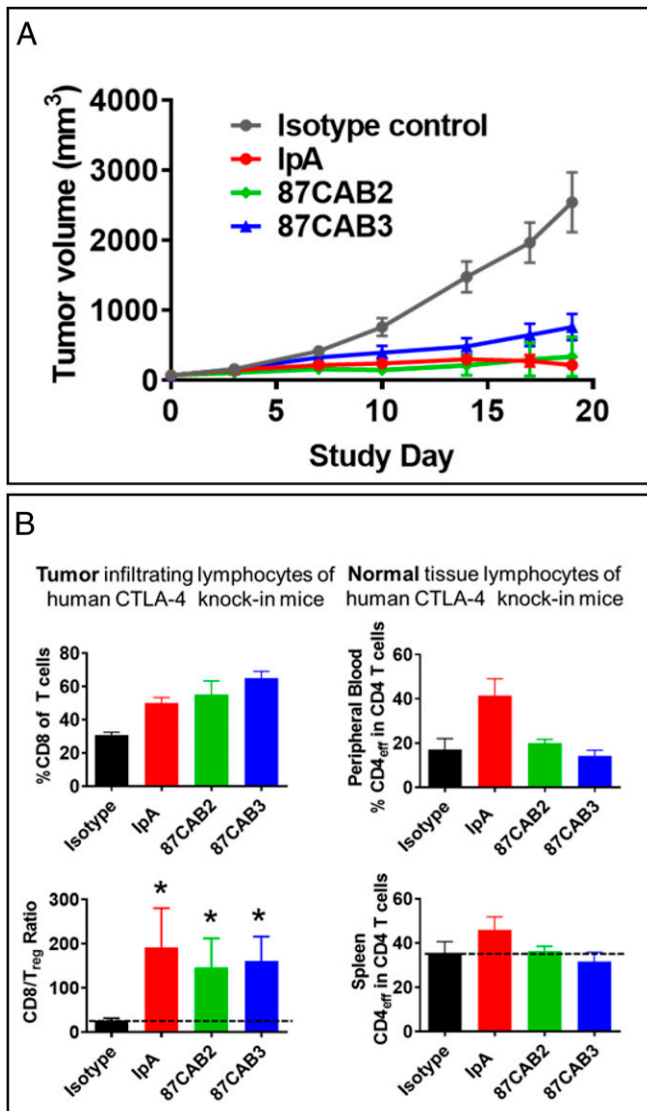 A
Tumor volume (mm³)
4000
3000
2000
1000
0
Isotype control
IpA
87CAB2
87CAB3
0 5 10 15 20
Study Day
B
Tumor infiltrating lymphocytes of
human CTLA-4 knock-in mice
Normal tissue lymphocytes of
human CTLA-4 knock-in mice
%CD8 of T cells
80
60
40
20
0
Isotype
IpA
87CAB2
87CAB3
Peripheral Blood
% CD4eff in CD4 T cells
60
40
20
0
Isotype
IpA
87CAB2
87CAB3
CD8/Treg Ratio
300
200
100
0
* * *
Isotype
IpA
87CAB2
87CAB3
Spleen
CD4eff in CD4 T cells
60
40
20
0
Isotype
IpA
87CAB2
87CAB3